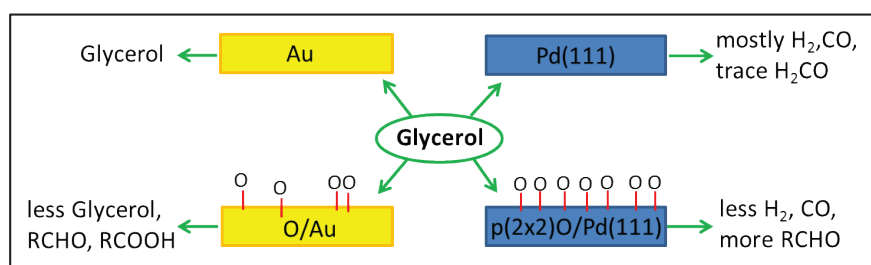 Glycerol
Au
Pd(111)
mostly H₂,CO,
trace H₂CO
Glycerol
O O O O
O O O O O O O
less Glycerol,
RCHO, RCOOH
O/Au
p(2x2)O/Pd(111)
less H₂, CO,
more RCHO